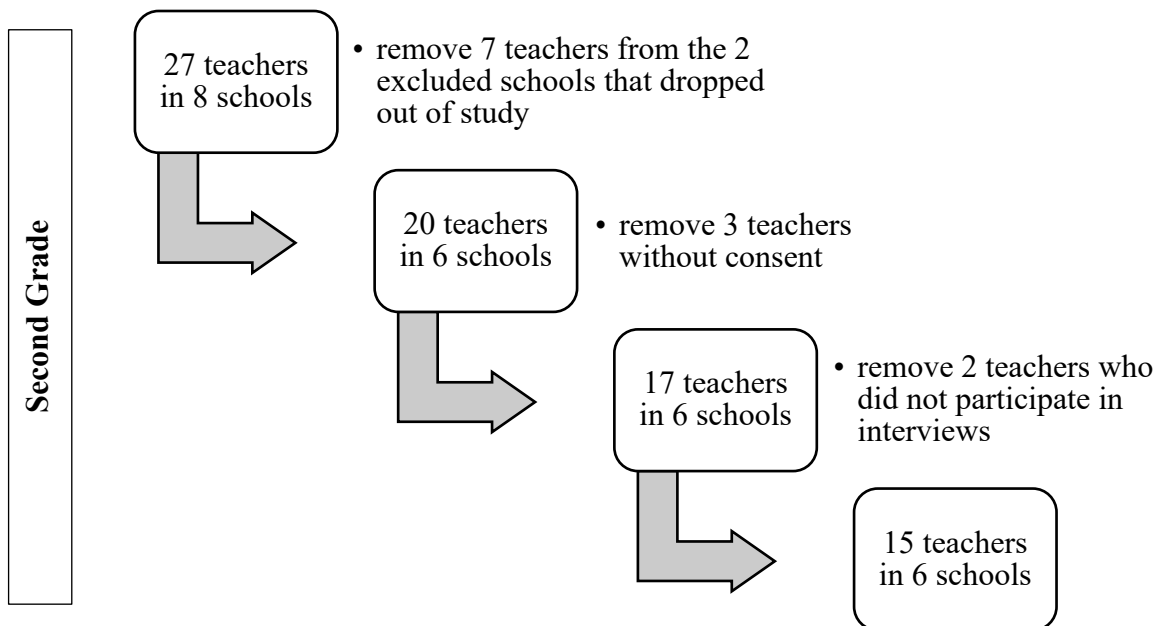 Second Grade
27 teachers
in 8 schools
• remove 7 teachers from the 2
excluded schools that dropped
out of study
20 teachers
in 6 schools
• remove 3 teachers
without consent
17 teachers
in 6 schools
• remove 2 teachers who
did not participate in
interviews
15 teachers
in 6 schools